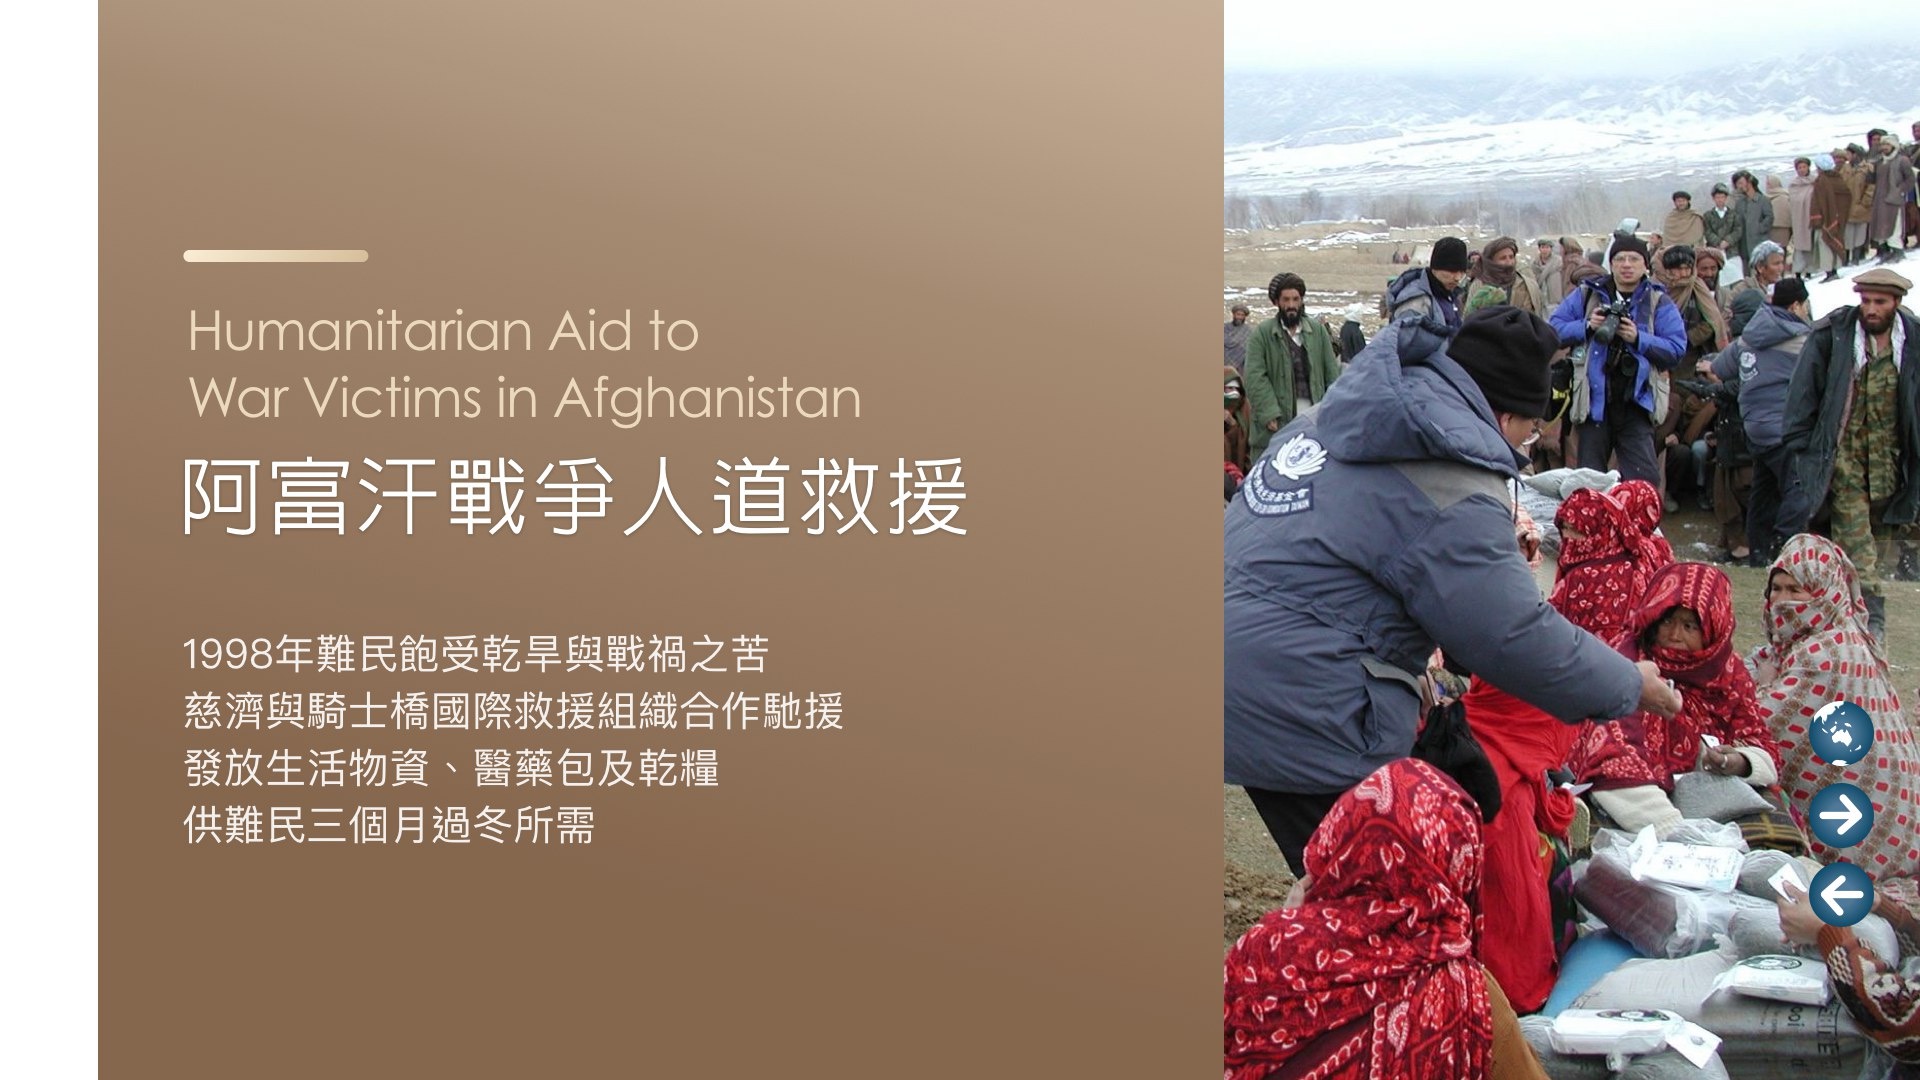 Humanitarian Aid to
War Victims in Afghanistan
阿富汗戰爭人道救援
1998年難民飽受乾旱與戰禍之苦
慈濟與騎士橋國際救援組織合作馳援
發放生活物資、醫藥包及乾糧
供難民三個月過冬所需